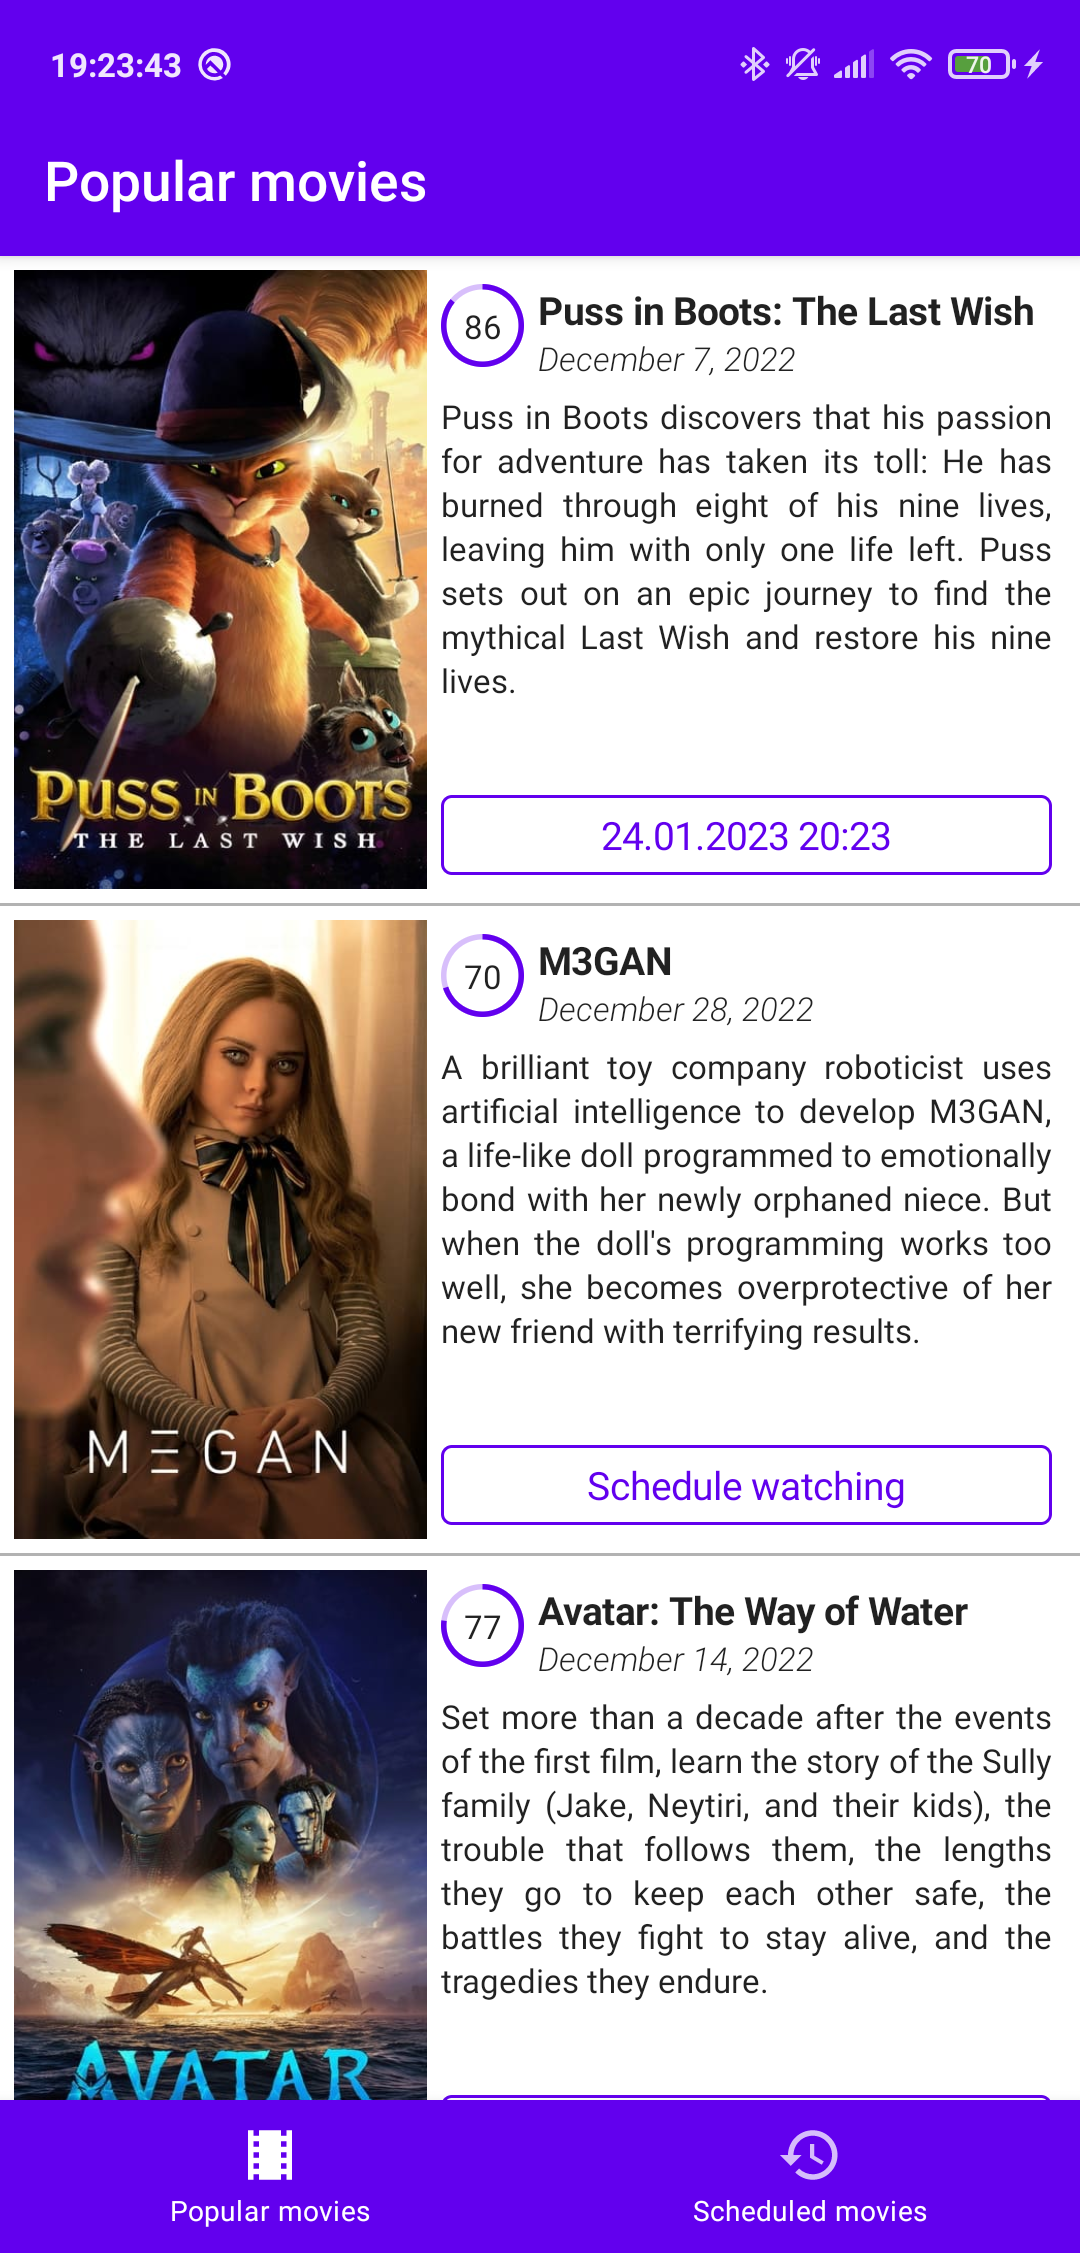 19:23:43
70
Popular movies
86
Puss in Boots: The Last Wish
December 7, 2022
Puss in Boots discovers that his passion
for adventure has taken its toll: He has
burned through eight of his nine lives,
leaving him with only one life left. Puss
sets out on an epic journey to find the
mythical Last Wish and restore his nine
lives.
24.01.2023 20:23
PUSS IN BOOTS
THE LAST WISH
70
M3GAN
December 28, 2022
A brilliant toy company roboticist uses
artificial intelligence to develop M3GAN,
a life-like doll programmed to emotionally
bond with her newly orphaned niece. But
when the doll's programming works too
well, she becomes overprotective of her
new friend with terrifying results.
Schedule watching
M Ξ G A N
77
Avatar: The Way of Water
December 14, 2022
Set more than a decade after the events
of the first film, learn the story of the Sully
family (Jake, Neytiri, and their kids), the
trouble that follows them, the lengths
they go to keep each other safe, the
battles they fight to stay alive, and the
tragedies they endure.
AVATAR
Popular movies
Scheduled movies